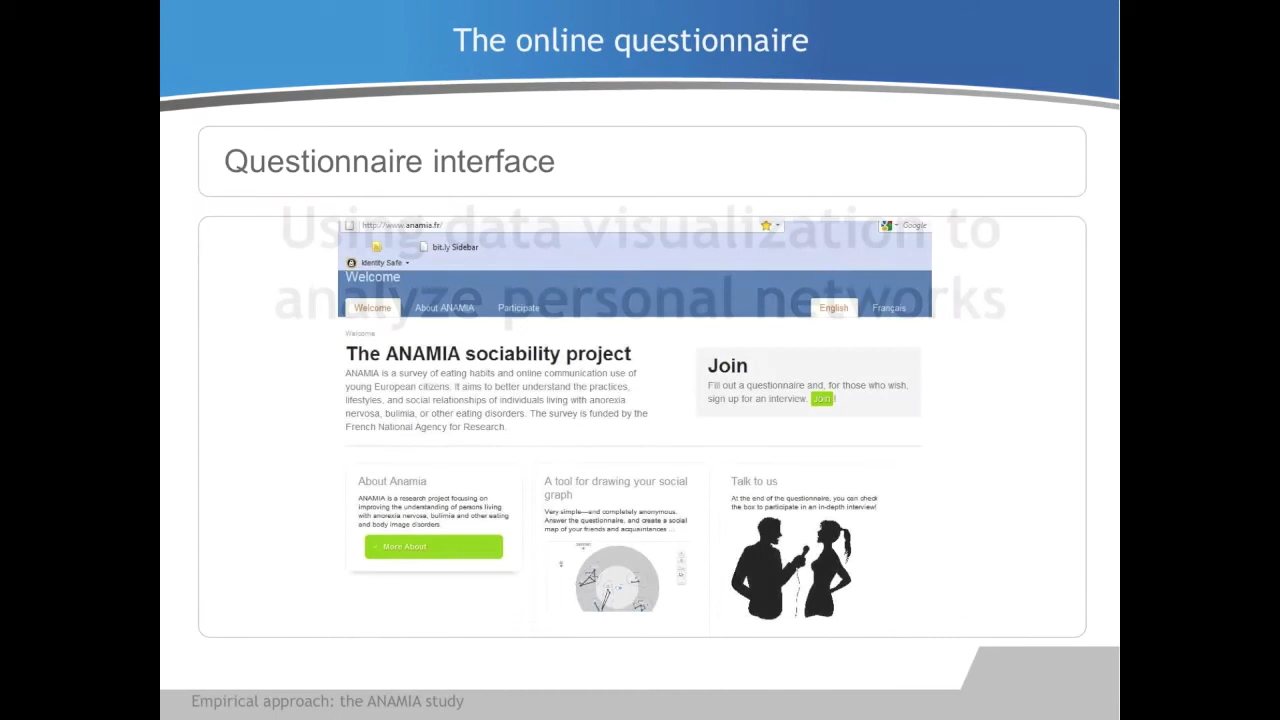 The online questionnaire
Questionnaire interface
Using data visualization to
analyze personal networks
http://www.anamia.fr/
Google
bit.ly Sidebar
Identity Safe
Welcome
Welcome About ANAMIA Participate English Français
Welcome
The ANAMIA sociability project
ANAMIA is a survey of eating habits and online communication use of
young European citizens. It aims to better understand the practices,
lifestyles, and social relationships of individuals living with anorexia
nervosa, bulimia, or other eating disorders. The survey is funded by the
French National Agency for Research.
Join
Fill out a questionnaire and, for those who wish,
sign up for an interview. Join !
About Anamia
ANAMIA is a research project focusing on
improving the understanding of persons living
with anorexia nervosa, bulimia and other eating
and body image disorders.
More About
A tool for drawing your social
graph
Very simple—and completely anonymous.
Answer the questionnaire, and create a social
map of your friends and acquaintances ...
Talk to us
At the end of the questionnaire, you can check
the box to participate in an in-depth interview!
Empirical approach: the ANAMIA study